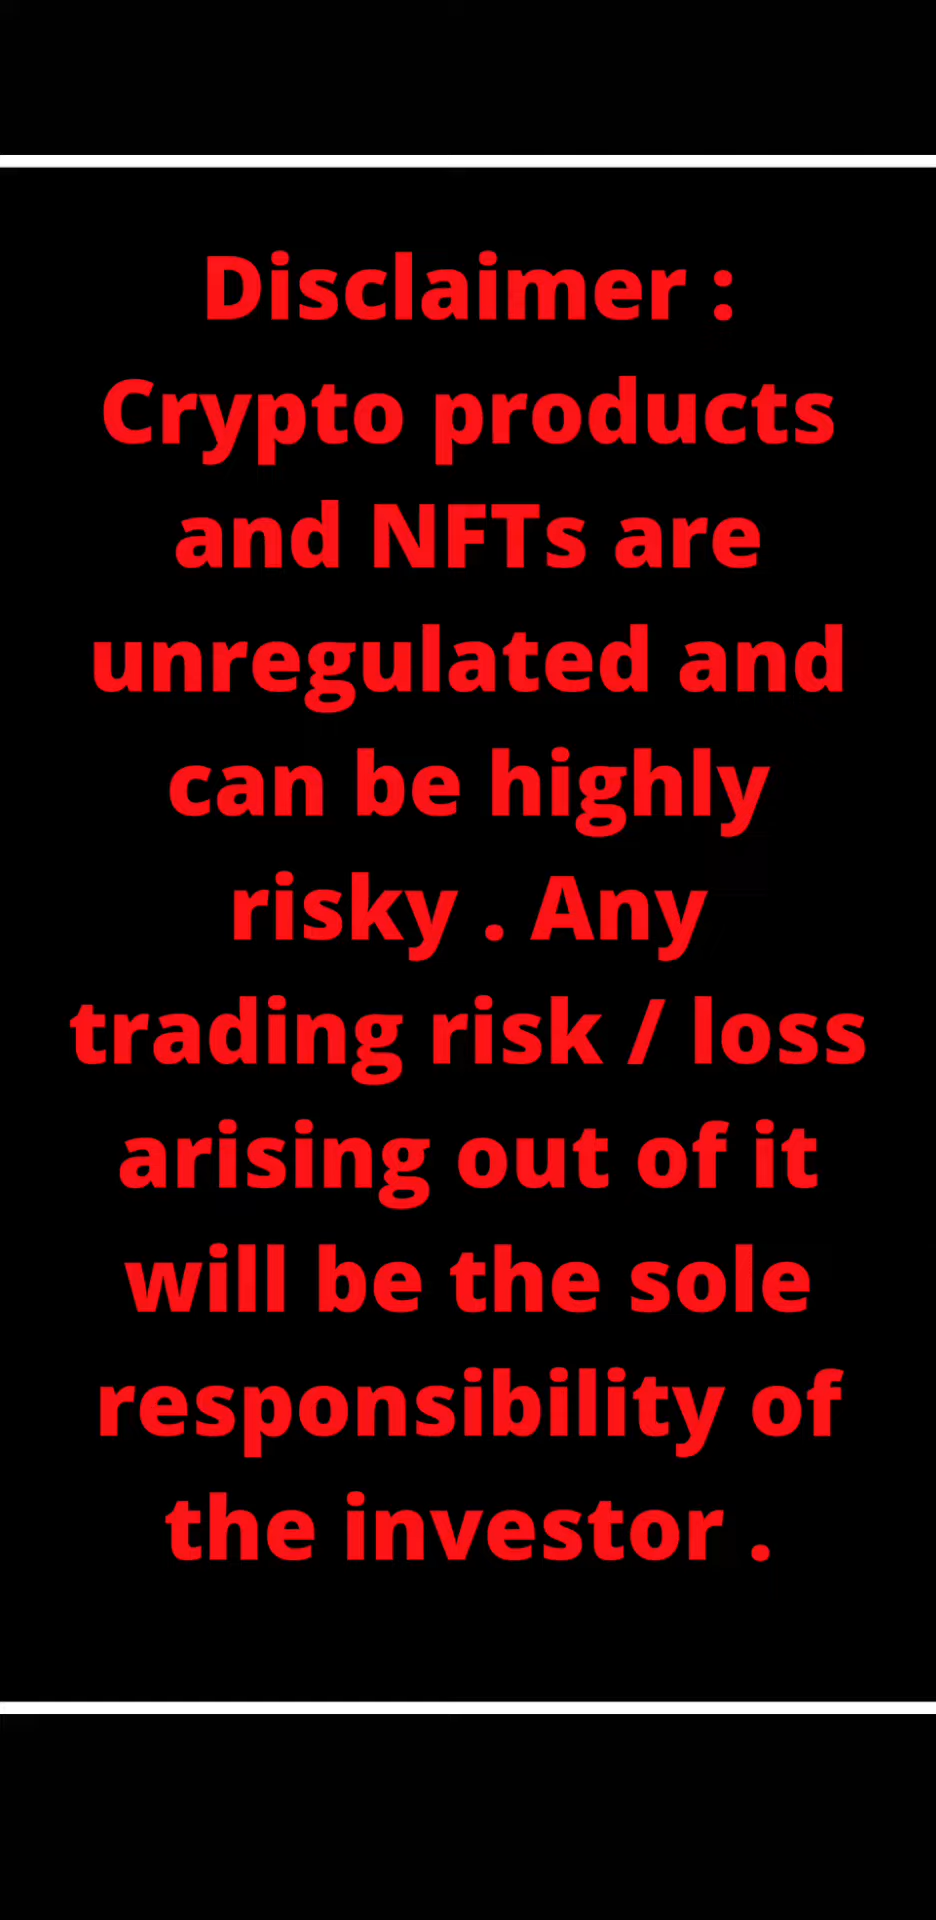 Disclaimer :
Crypto products
and NFTs are
unregulated and
can be highly
risky . Any
trading risk / loss
arising out of it
will be the sole
responsibility of
the investor .